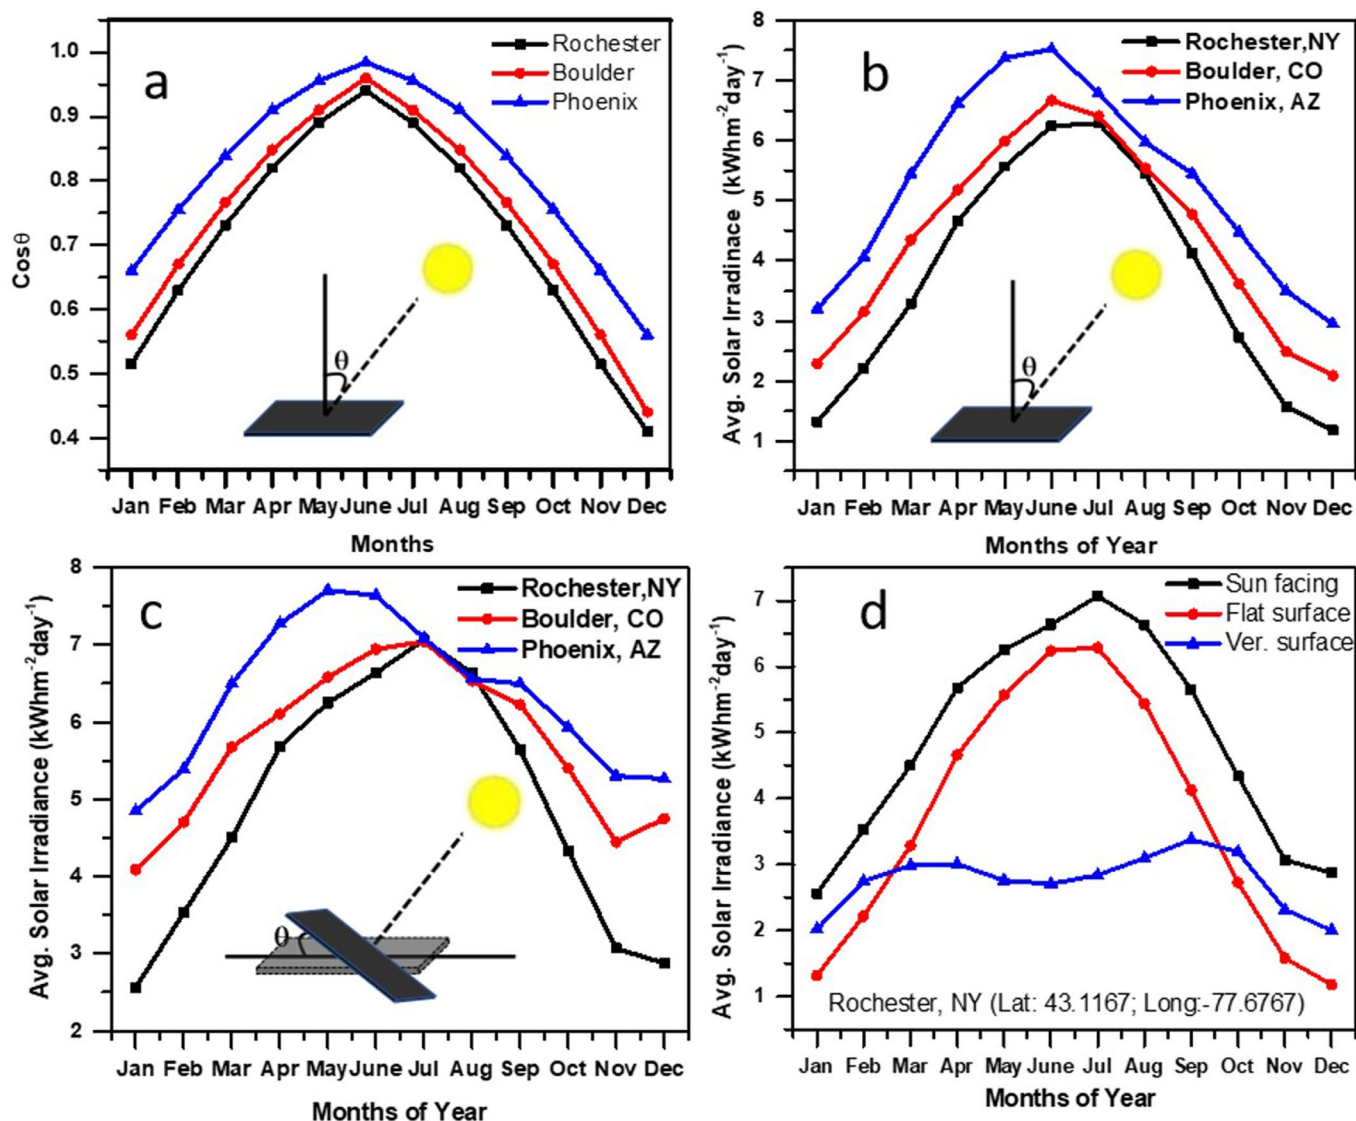 a
Rochester
Boulder
Phoenix
1.0
0.9
0.8
0.7
0.6
0.5
0.4
Cosθ
θ
Jan Feb Mar Apr May June Jul Aug Sep Oct Nov Dec
Months
b
Rochester,NY
Boulder, CO
Phoenix, AZ
8
7
6
5
4
3
2
1
Avg. Solar Irradinace (kWhm⁻²day⁻¹)
θ
Jan Feb Mar Apr May June Jul Aug Sep Oct Nov Dec
Months of Year
c
Rochester,NY
Boulder, CO
Phoenix, AZ
8
7
6
5
4
3
2
Avg. Solar Irradiance (kWhm⁻²day⁻¹)
θ
Jan Feb Mar Apr May June Jul Aug Sep Oct Nov Dec
Months of Year
d
Sun facing
Flat surface
Ver. surface
7
6
5
4
3
2
1
Avg. Solar Irradiance (kWhm⁻²day⁻¹)
Rochester, NY (Lat: 43.1167; Long:-77.6767)
Jan Feb Mar Apr May June Jul Aug Sep Oct Nov Dec
Months of Year